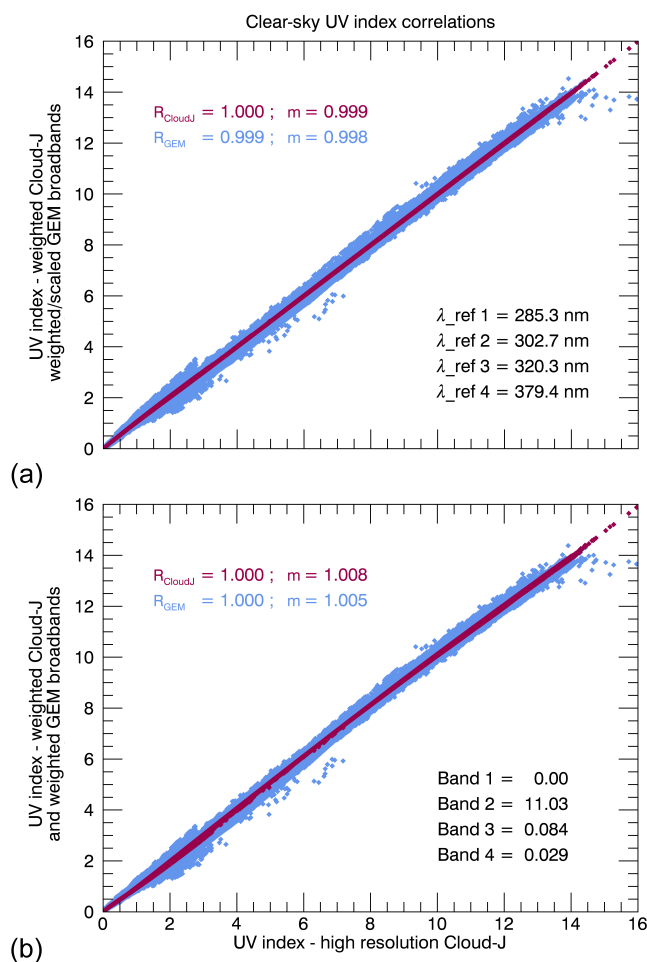 Clear-sky UV index correlations
16
14
12
10
8
6
4
2
0
UV index - weighted Cloud-J
weighted/scaled GEM broadbands
R_CloudJ = 1.000 ; m = 0.999
R_GEM = 0.999 ; m = 0.998
λ_ref 1 = 285.3 nm
λ_ref 2 = 302.7 nm
λ_ref 3 = 320.3 nm
λ_ref 4 = 379.4 nm
(a)
16
14
12
10
8
6
4
2
0
UV index - weighted Cloud-J
and weighted GEM broadbands
R_CloudJ = 1.000 ; m = 1.008
R_GEM = 1.000 ; m = 1.005
Band 1 = 0.00
Band 2 = 11.03
Band 3 = 0.084
Band 4 = 0.029
0 2 4 6 8 10 12 14 16
UV index - high resolution Cloud-J
(b)